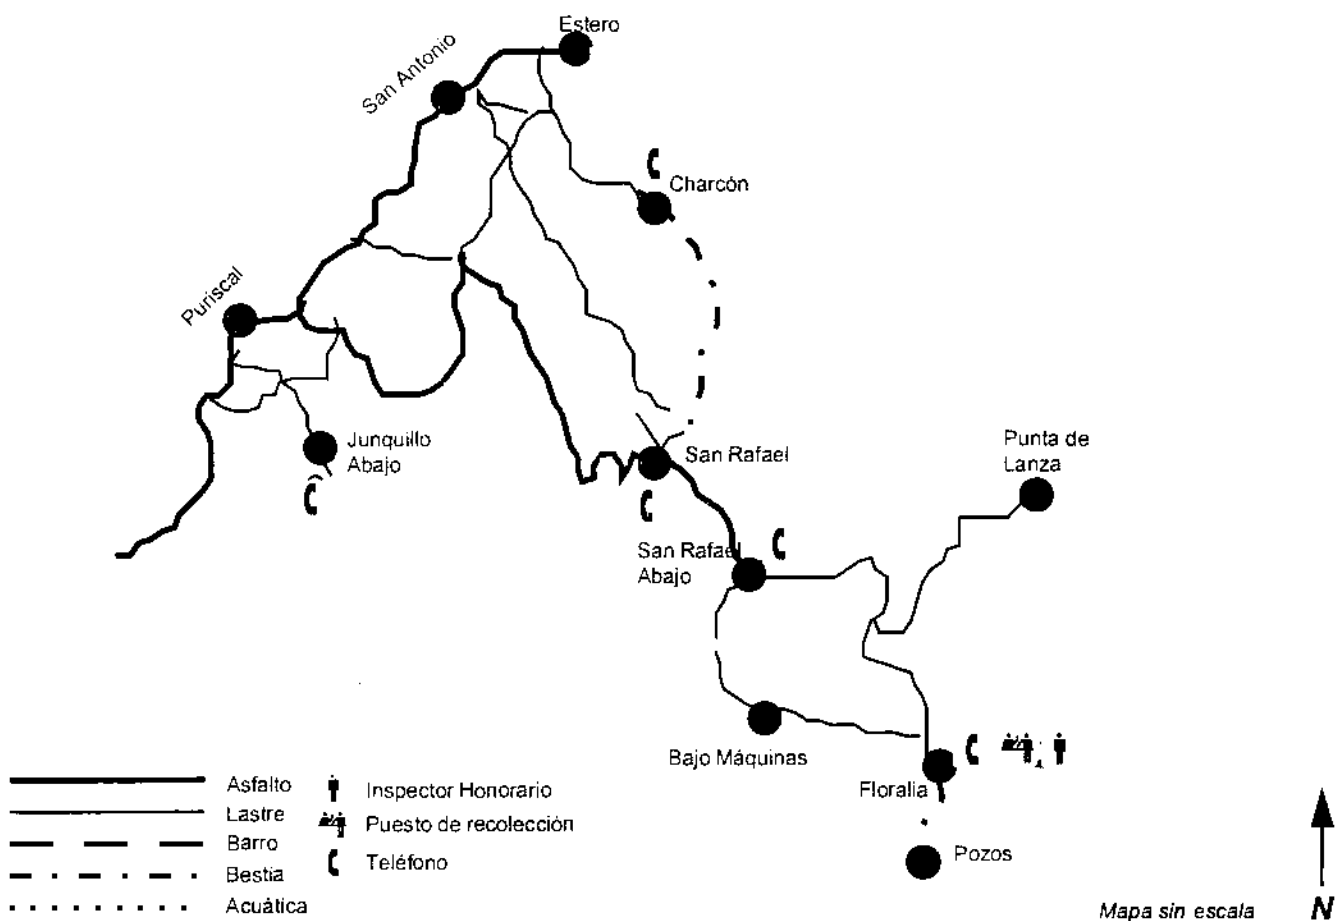 Estero
San Antonio
Charcón
Puriscal
Junquillo
Abajo
San Rafael
Punta de
Lanza
San Rafael
Abajo
Bajo Máquinas
Floralia
Pozos
Asfalto
Lastre
Barro
Bestia
Acuática
Inspector Honorario
Puesto de recolección
Teléfono
Mapa sin escala
N